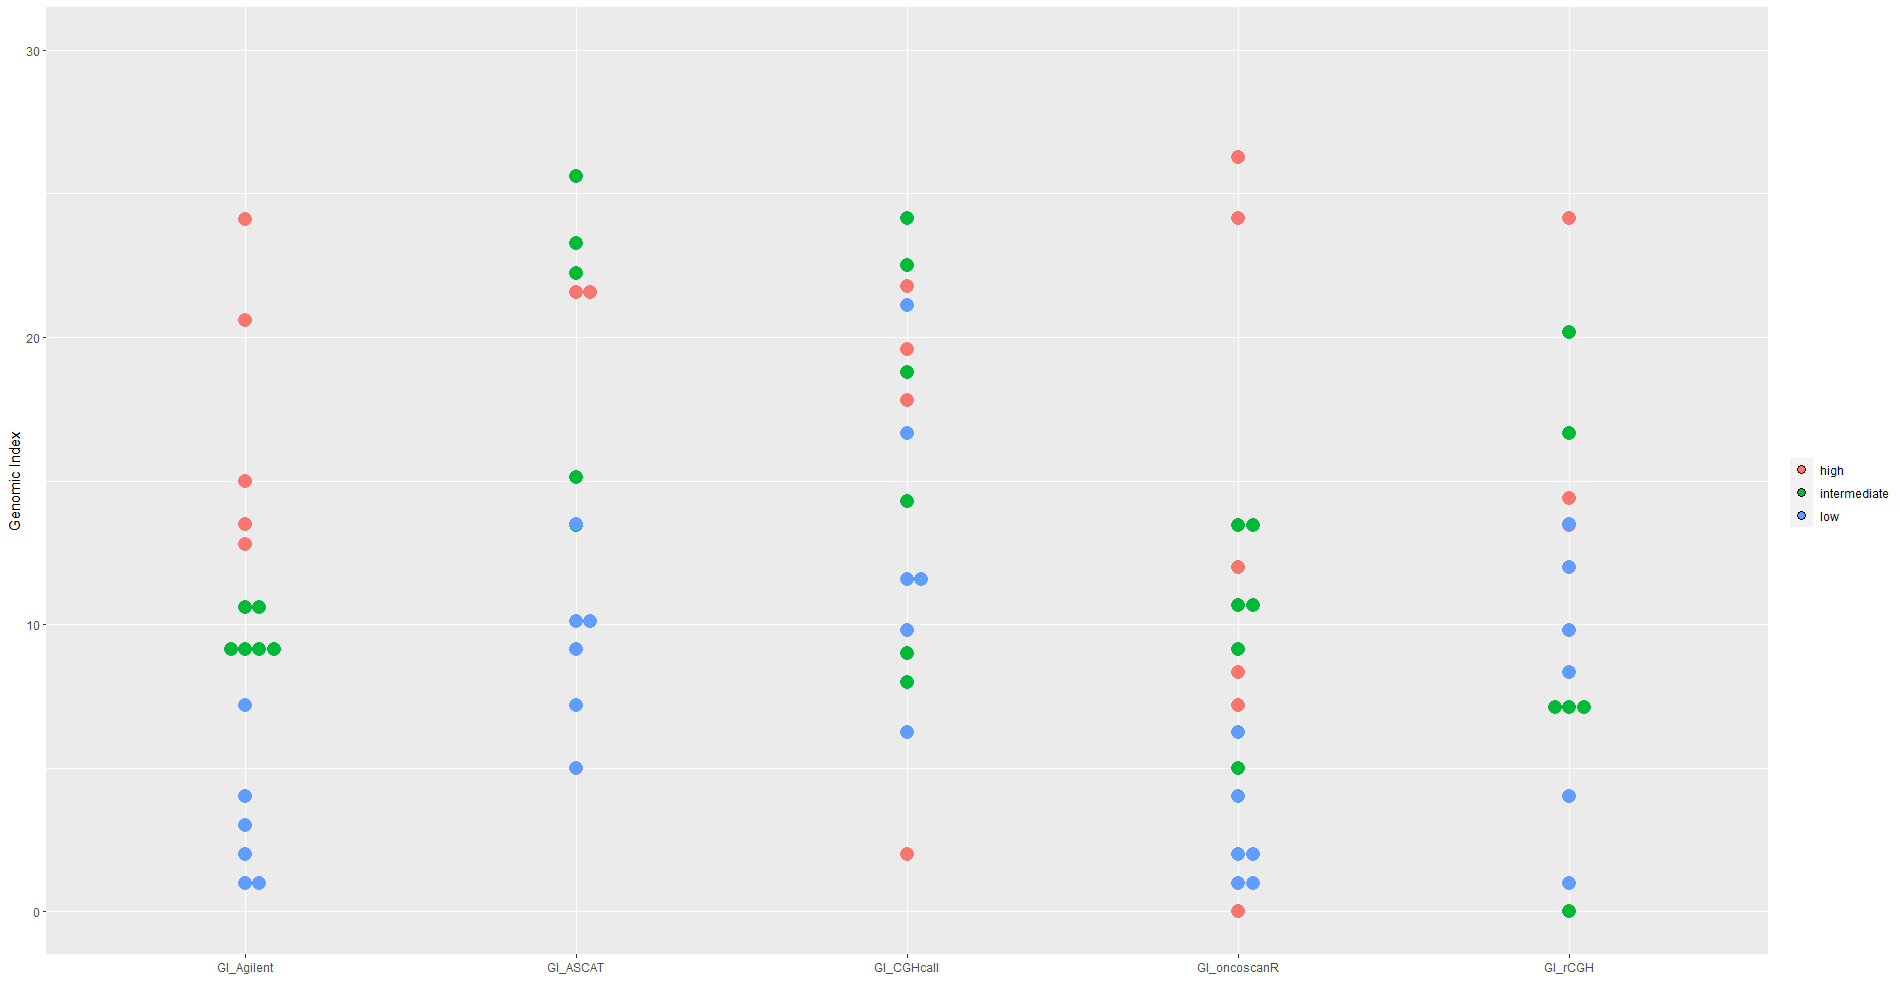 30
20
10
0
Genomic Index
GI_Agilent
GI_ASCAT
GI_CGHcall
GI_oncoscanR
GI_rCGH
high
intermediate
low